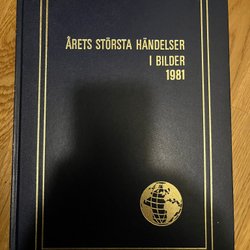 ÅRETS STÖRSTA HÄNDELSER
I BILDER
1981